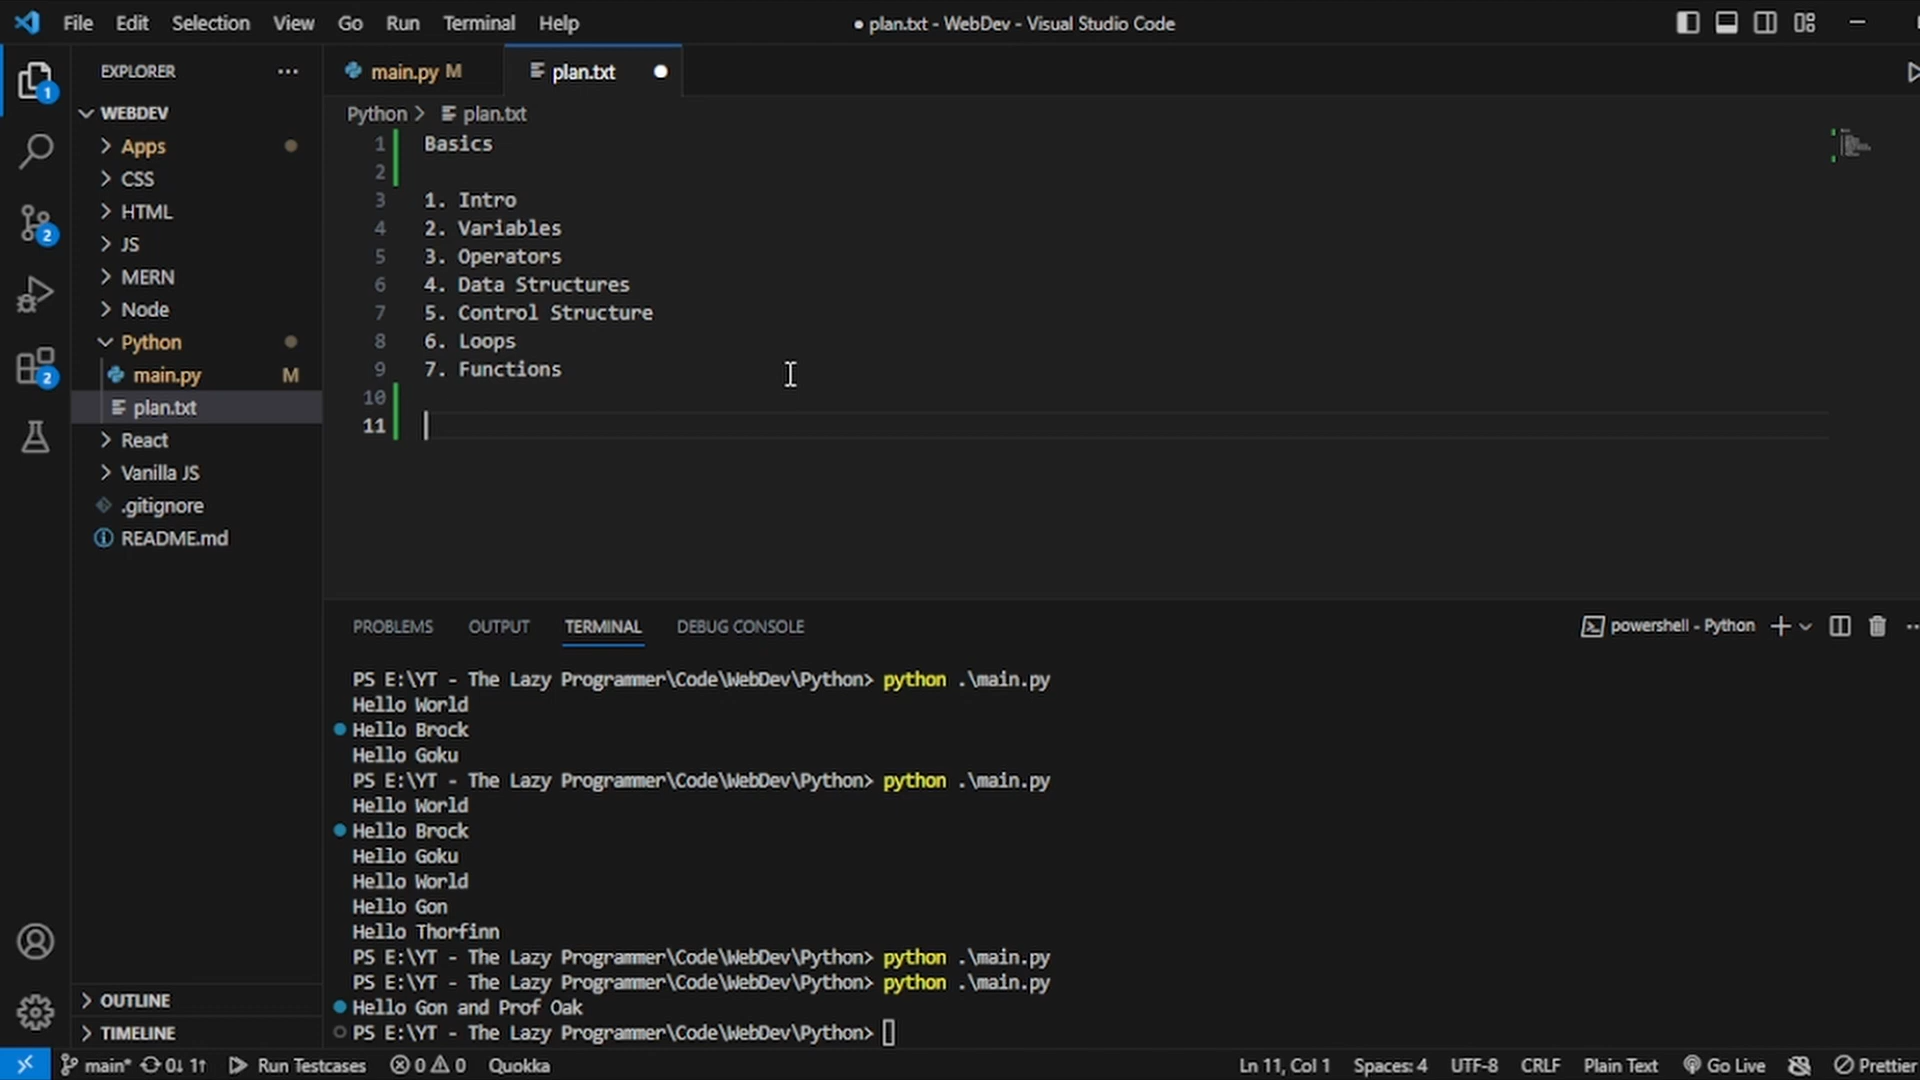 File Edit Selection View Go Run Terminal Help
● plan.txt - WebDev - Visual Studio Code
EXPLORER
main.py M
plan.txt
WEBDEV
Python > plan.txt
Apps
CSS
HTML
JS
MERN
Node
Python
main.py M
plan.txt
React
Vanilla JS
.gitignore
README.md
OUTLINE
TIMELINE
1
2
2
1 Basics
2
3 1. Intro
4 2. Variables
5 3. Operators
6 4. Data Structures
7 5. Control Structure
8 6. Loops
9 7. Functions
10
11
PROBLEMS OUTPUT TERMINAL DEBUG CONSOLE
powershell - Python
PS E:\YT - The Lazy Programmer\Code\WebDev\Python> python .\main.py
Hello World
Hello Brock
Hello Goku
PS E:\YT - The Lazy Programmer\Code\WebDev\Python> python .\main.py
Hello World
Hello Brock
Hello Goku
Hello World
Hello Gon
Hello Thorfinn
PS E:\YT - The Lazy Programmer\Code\WebDev\Python> python .\main.py
PS E:\YT - The Lazy Programmer\Code\WebDev\Python> python .\main.py
Hello Gon and Prof Oak
PS E:\YT - The Lazy Programmer\Code\WebDev\Python>
main* 0↓ 1↑ Run Testcases 0 0 Quokka
Ln 11, Col 1 Spaces: 4 UTF-8 CRLF Plain Text Go Live Prettier